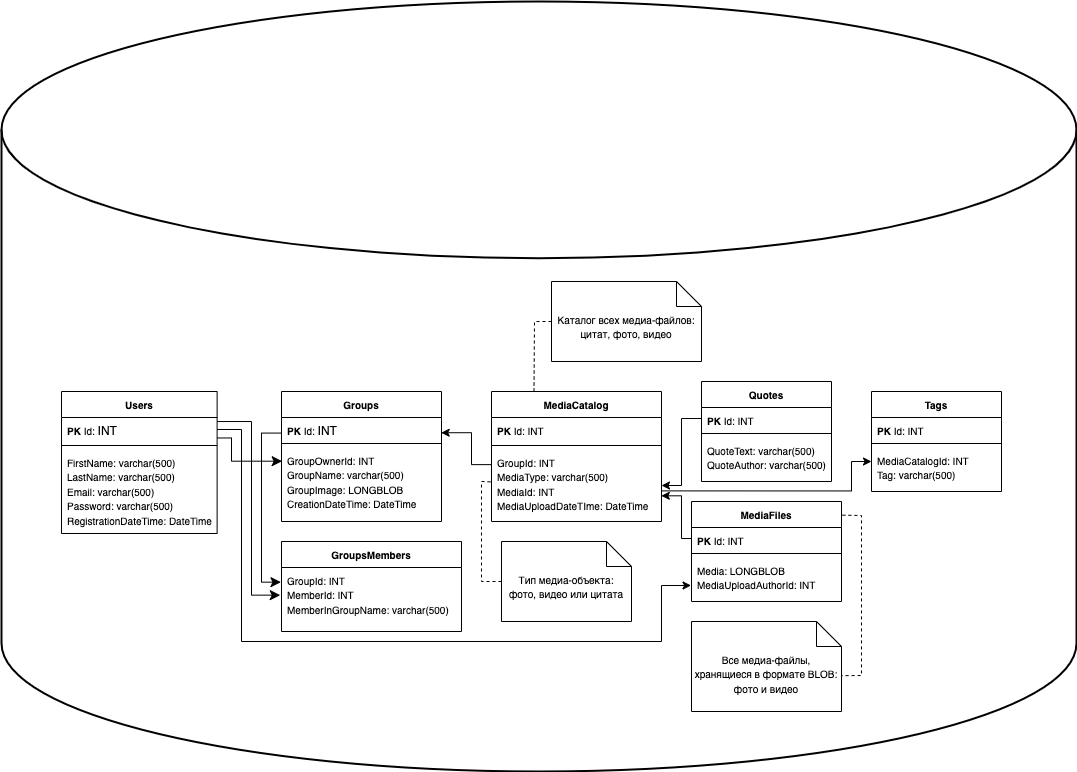 Каталог всех медиа-файлов:
цитат, фото, видео
Users
PK Id: INT
FirstName: varchar(500)
LastName: varchar(500)
Email: varchar(500)
Password: varchar(500)
RegistrationDateTime: DateTime
Groups
PK Id: INT
GroupOwnerId: INT
GroupName: varchar(500)
GroupImage: LONGBLOB
CreationDateTime: DateTime
GroupsMembers
GroupId: INT
MemberId: INT
MemberInGroupName: varchar(500)
MediaCatalog
PK Id: INT
GroupId: INT
MediaType: varchar(500)
MediaId: INT
MediaUploadDateTIme: DateTime
Тип медиа-объекта:
фото, видео или цитата
Quotes
PK Id: INT
QuoteText: varchar(500)
QuoteAuthor: varchar(500)
MediaFiles
PK Id: INT
Media: LONGBLOB
MediaUploadAuthorId: INT
Все медиа-файлы,
хранящиеся в формате BLOB:
фото и видео
Tags
PK Id: INT
MediaCatalogId: INT
Tag: varchar(500)